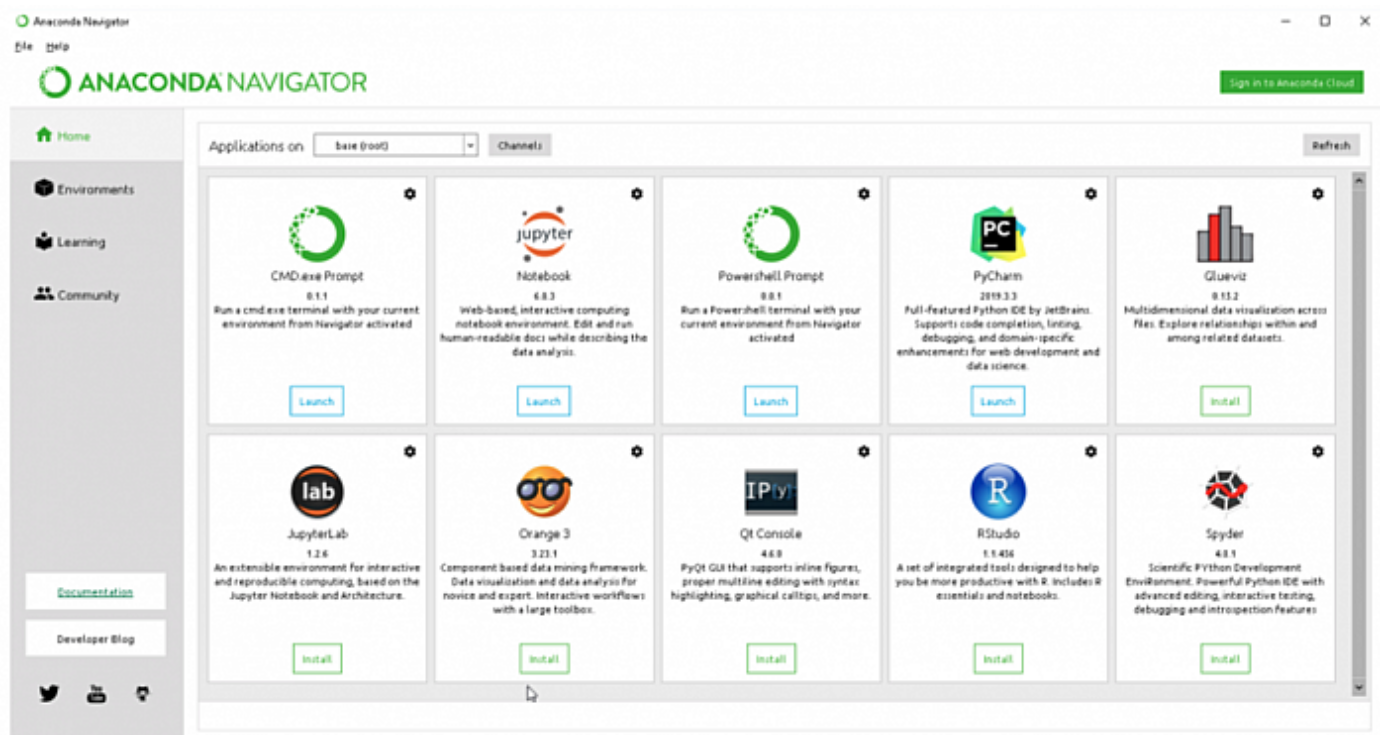 Anaconda Navigator
File Help
ANACONDA NAVIGATOR
Sign in to Anaconda Cloud
Home
Environments
Learning
Community
Documentation
Developer Blog
Applications on base (root) Channels Refresh
CMD.exe Prompt
0.1.1
Run a cmd.exe terminal with your current
environment from Navigator activated
Launch
jupyter
Notebook
6.0.3
Web-based, interactive computing
notebook environment. Edit and run
human-readable docs while describing the
data analysis.
Launch
Powershell Prompt
0.0.1
Run a Powershell terminal with your
current environment from Navigator
activated
Launch
PC
PyCharm
2019.3.3
Full-featured Python IDE by JetBrains.
Supports code completion, linting,
debugging, and domain-specific
enhancements for web development and
data science.
Launch
Glueviz
0.15.2
Multidimensional data visualization across
files. Explore relationships within and
among related datasets.
Install
lab
JupyterLab
1.2.6
An extensible environment for interactive
and reproducible computing, based on the
Jupyter Notebook and Architecture.
Install
Orange 3
3.23.1
Component based data mining framework.
Data visualization and data analysis for
novice and expert. Interactive workflows
with a large toolbox.
Install
IP[y]:
Qt Console
4.6.0
PyQt GUI that supports inline figures,
proper multiline editing with syntax
highlighting, graphical calltips, and more.
Install
R
RStudio
1.1.456
A set of integrated tools designed to help
you be more productive with R. Includes R
essentials and notebooks.
Install
Spyder
4.0.1
Scientific PYthon Development
EnviRonment. Powerful Python IDE with
advanced editing, interactive testing,
debugging and introspection features
Install